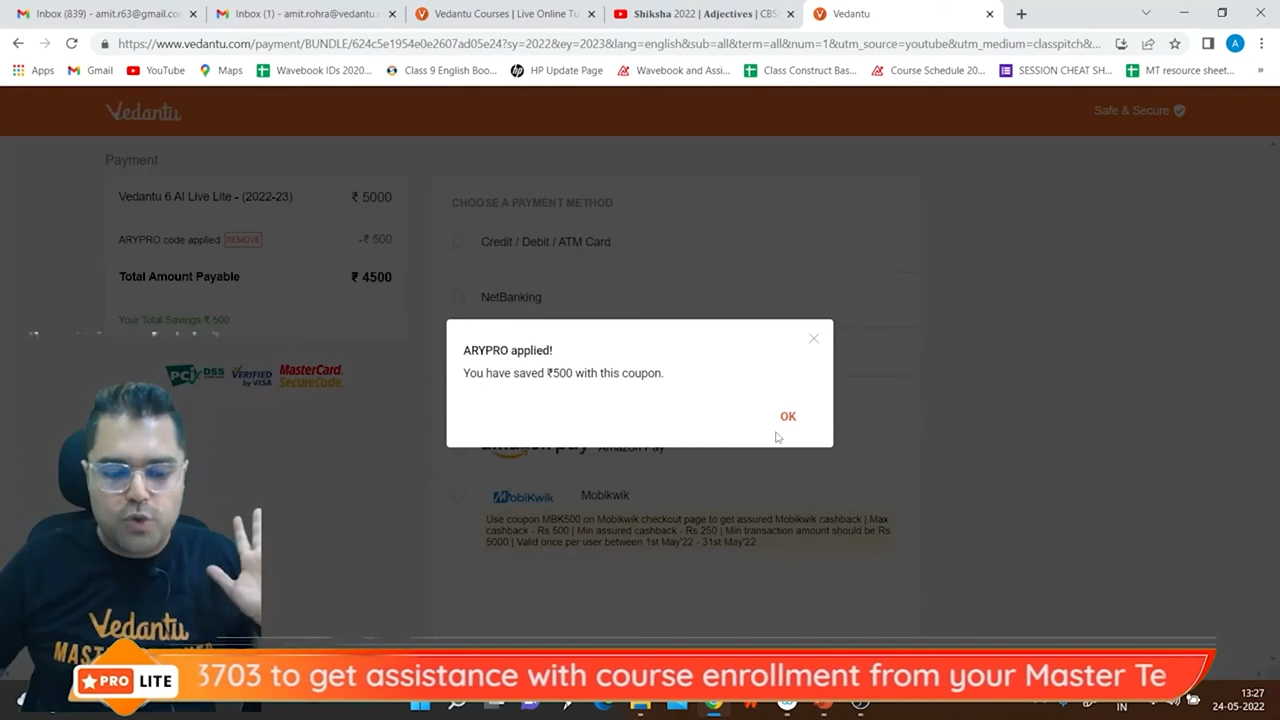 Inbox (839) - amit.r63@gmail.co
Inbox (1) - amit.rohra@vedantu.
Vedantu Courses | Live Online Tu
Shiksha 2022 | Adjectives | CBS
Vedantu
https://www.vedantu.com/payment/BUNDLE/624c5e1954e0e2607ad05e24?sy=2022&ey=2023&lang=english&sub=all&term=all&num=1&utm_source=youtube&utm_medium=classpitch&...
A
Apps
Gmail
YouTube
Maps
Wavebook IDs 2020...
Class 9 English Boo...
HP Update Page
Wavebook and Assi...
Class Construct Bas...
Course Schedule 20...
SESSION CHEAT SH...
MT resource sheet...
»
Vedantu
Safe & Secure
Payment
Vedantu 6 AI Live Lite - (2022-23) ₹ 5000
ARYPRO code applied REMOVE -₹ 500
Total Amount Payable ₹ 4500
Your Total Savings ₹ 500
PCI DSS
VERIFIED by VISA
MasterCard. SecureCode.
CHOOSE A PAYMENT METHOD
Credit / Debit / ATM Card
NetBanking
ARYPRO applied!
You have saved ₹500 with this coupon.
OK
amazon pay Amazon Pay
MobiKwik Mobikwik
Use coupon MBK500 on Mobikwik checkout page to get assured Mobikwik cashback | Max
cashback - Rs 500 | Min assured cashback - Rs 250 | Min transaction amount should be Rs
5000 | Valid once per user between 1st May'22 - 31st May'22
Vedantu
PRO LITE
3703 to get assistance with course enrollment from your Master Te
IN
13:27
24-05-2022